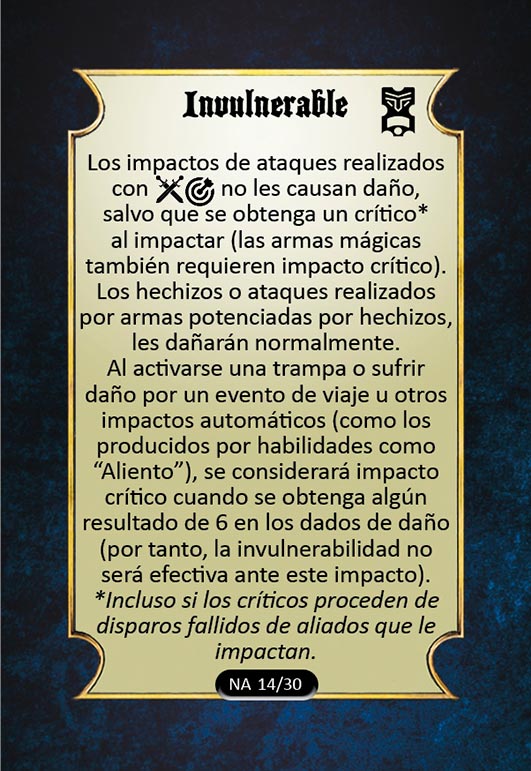 Invulnerable
Los impactos de ataques realizados
con no les causan daño,
salvo que se obtenga un crítico*
al impactar (las armas mágicas
también requieren impacto crítico).
Los hechizos o ataques realizados
por armas potenciadas por hechizos,
les dañarán normalmente.
Al activarse una trampa o sufrir
daño por un evento de viaje u otros
impactos automáticos (como los
producidos por habilidades como
“Aliento”), se considerará impacto
crítico cuando se obtenga algún
resultado de 6 en los dados de daño
(por tanto, la invulnerabilidad no
será efectiva ante este impacto).
*Incluso si los críticos proceden de
disparos fallidos de aliados que le
impactan.
NA 14/30